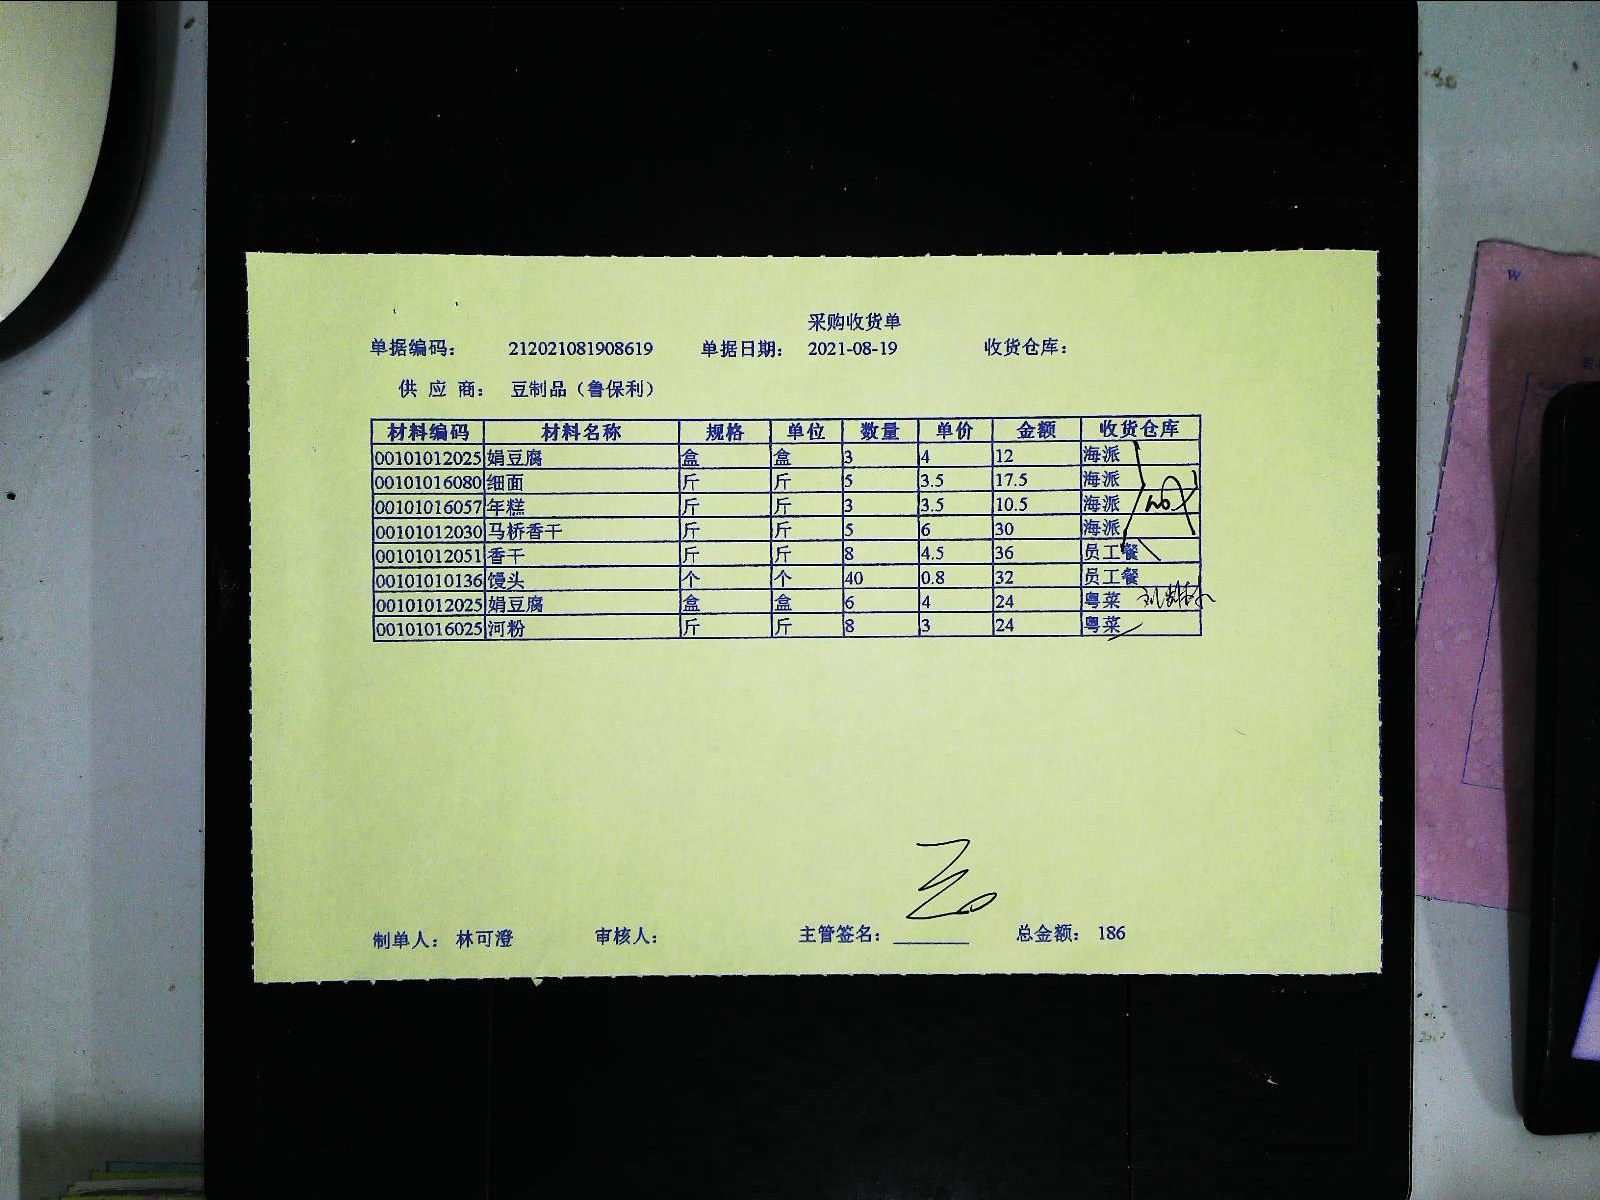 采购收货单
单据编码： 212021081908619 单据日期： 2021-08-19 收货仓库：
供 应 商： 豆制品（鲁保利）
材料编码 材料名称 规格 单位 数量 单价 金额 收货仓库
00101012025 娟豆腐 盒 盒 3 4 12 海派
00101016080 细面 斤 斤 5 3.5 17.5 海派
00101016057 年糕 斤 斤 3 3.5 10.5 海派
00101012030 马桥香干 斤 斤 5 6 30 海派
00101012051 香干 斤 斤 8 4.5 36 员工餐
00101010136 馒头 个 个 40 0.8 32 员工餐
00101012025 娟豆腐 盒 盒 6 4 24 粤菜
00101016025 河粉 斤 斤 8 3 24 粤菜
制单人： 林可澄 审核人： 主管签名： 总金额： 186
W